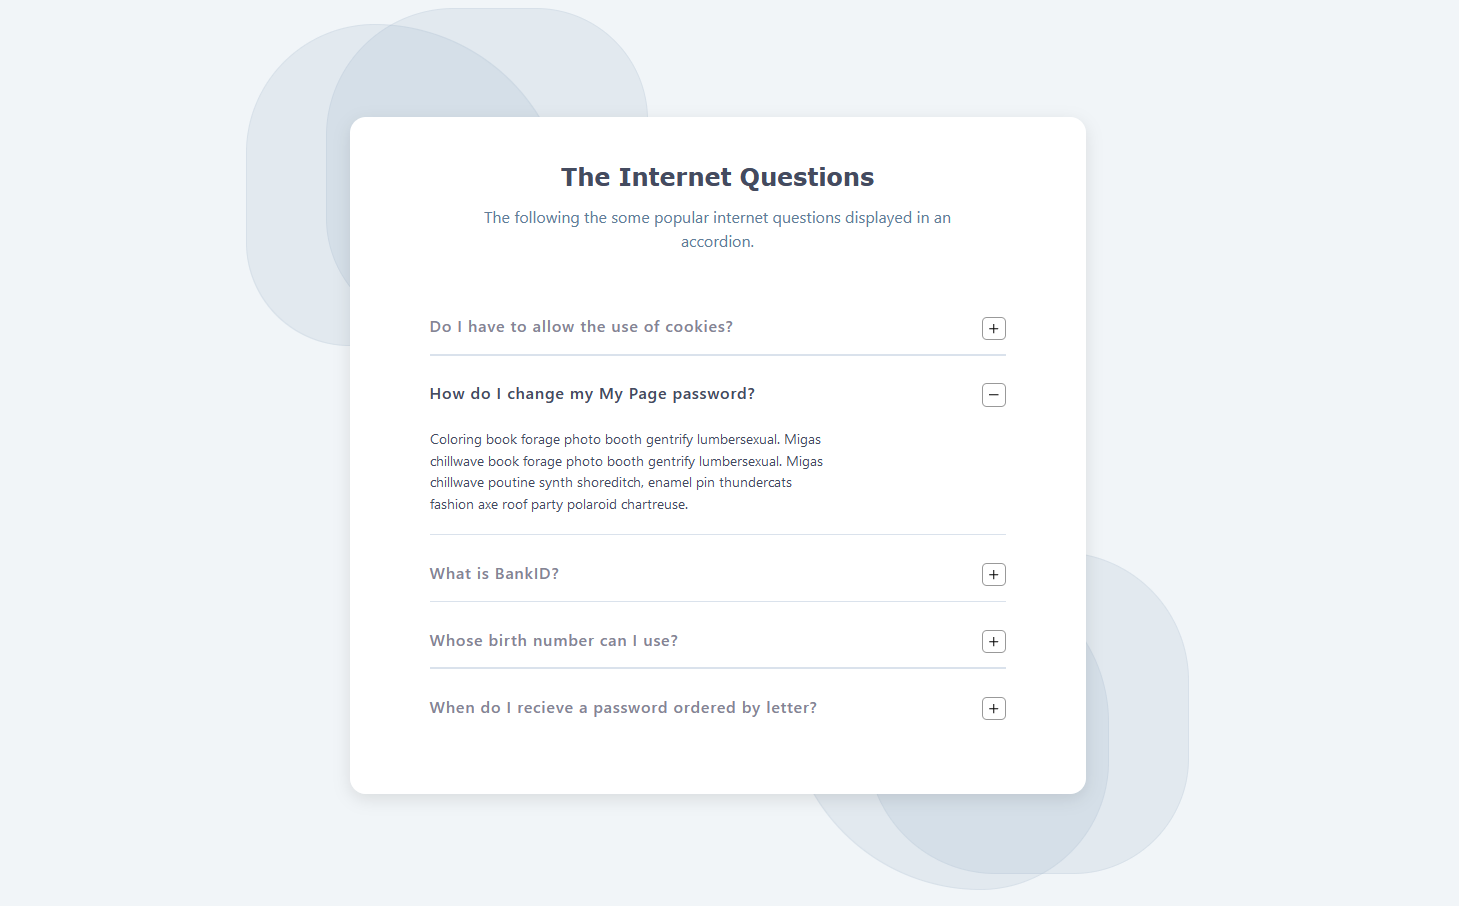 The Internet Questions
The following the some popular internet questions displayed in an
accordion.
Do I have to allow the use of cookies?
How do I change my My Page password?
Coloring book forage photo booth gentrify lumbersexual. Migas
chillwave book forage photo booth gentrify lumbersexual. Migas
chillwave poutine synth shoreditch, enamel pin thundercats
fashion axe roof party polaroid chartreuse.
What is BankID?
Whose birth number can I use?
When do I recieve a password ordered by letter?